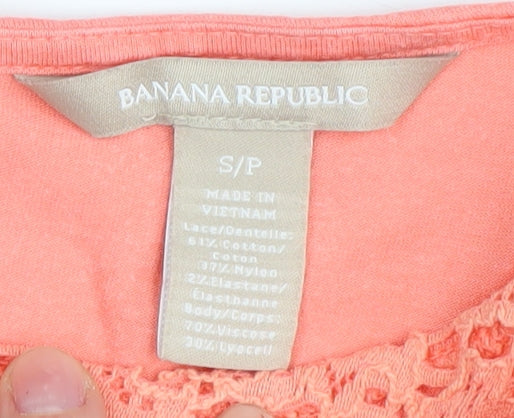 BANANA REPUBLIC
S/P
MADE IN
VIETNAM
Lace/Dentelle:
61% Cotton/
Coton
37% Nylon
2% Elastane/
Élasthanne
Body/Corps:
70% Viscose
30% Lyocell